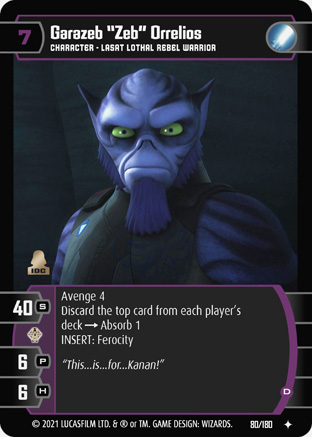 7
Garazeb "Zeb" Orrelios
CHARACTER - LASAT LOTHAL REBEL WARRIOR
IDC
40 S
Avenge 4
Discard the top card from each player's
deck → Absorb 1
INSERT: Ferocity
6 P
"This...is...for...Kanan!"
6 H
D
© 2021 LUCASFILM LTD. & ® or TM. GAME DESIGN: WIZARDS. 80/180